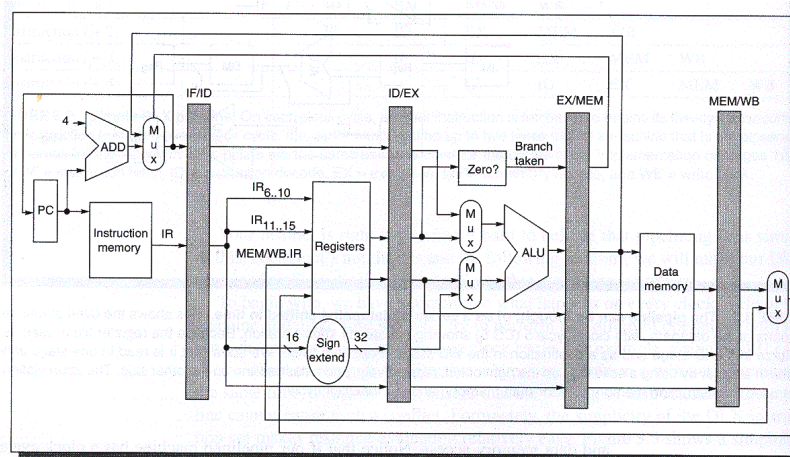 IF/ID
ID/EX
EX/MEM
MEM/WB
4
ADD
M
u
x
Zero?
Branch
taken
PC
Instruction
memory
IR
IR6..10
IR11..15
MEM/WB.IR
Registers
M
u
x
M
u
x
ALU
Data
memory
M
u
x
16
Sign
extend
32